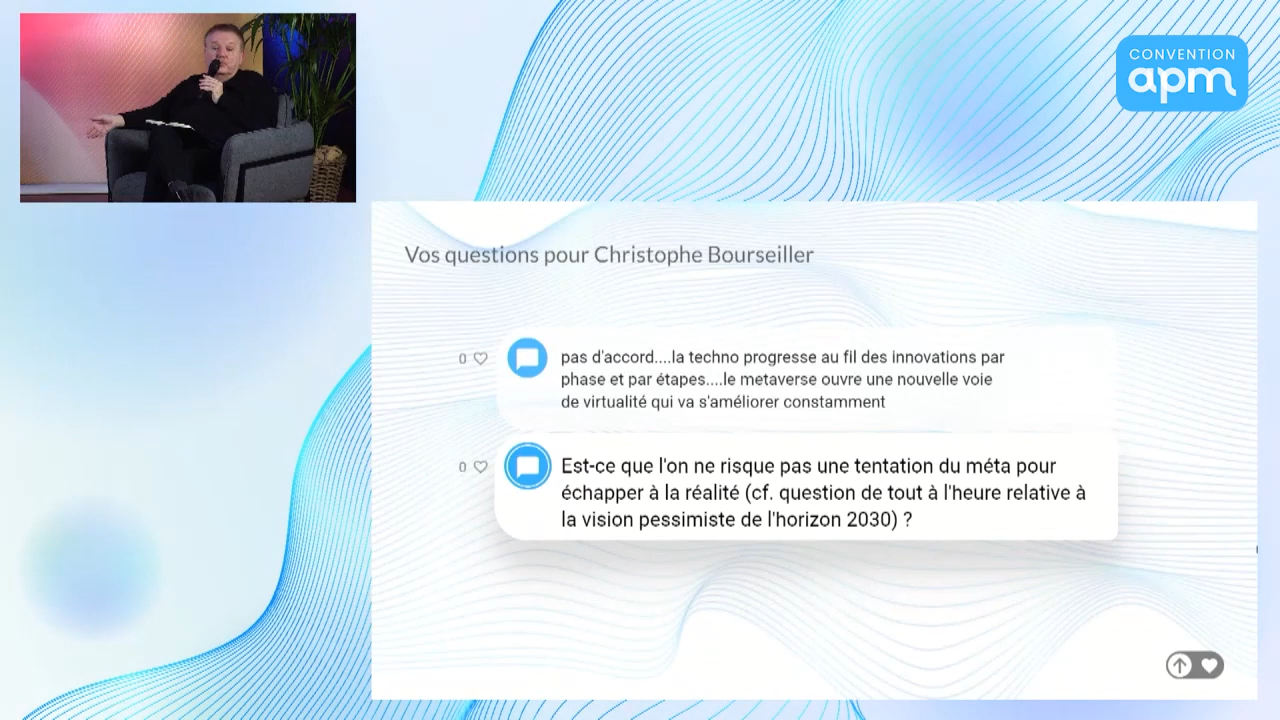 CONVENTION
apm
Vos questions pour Christophe Bourseiller
0
pas d'accord....la techno progresse au fil des innovations par
phase et par étapes....le metaverse ouvre une nouvelle voie
de virtualité qui va s'améliorer constamment
0
Est-ce que l'on ne risque pas une tentation du méta pour
échapper à la réalité (cf. question de tout à l'heure relative à
la vision pessimiste de l'horizon 2030) ?